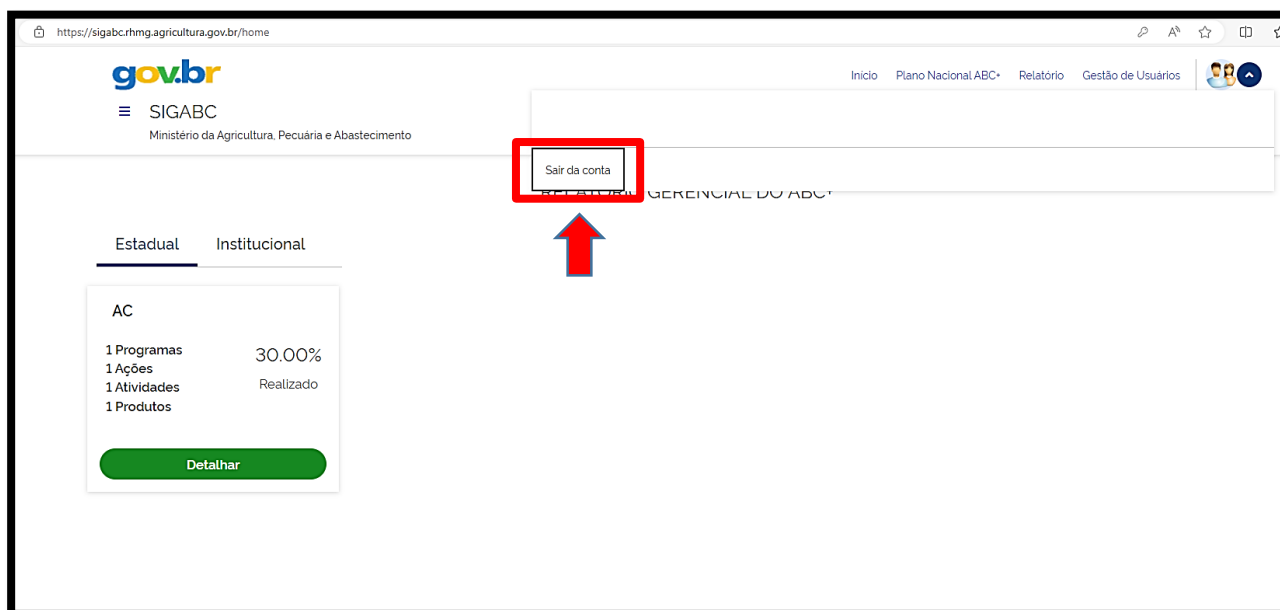 https://sigabc.rhmg.agricultura.gov.br/home
gov.br
Início Plano Nacional ABC+ Relatório Gestão de Usuários
SIGABC
Ministério da Agricultura, Pecuária e Abastecimento
Sair da conta
RELATÓRIO GERENCIAL DO ABC+
Estadual Institucional
AC
1 Programas
1 Ações
1 Atividades
1 Produtos
30.00%
Realizado
Detalhar